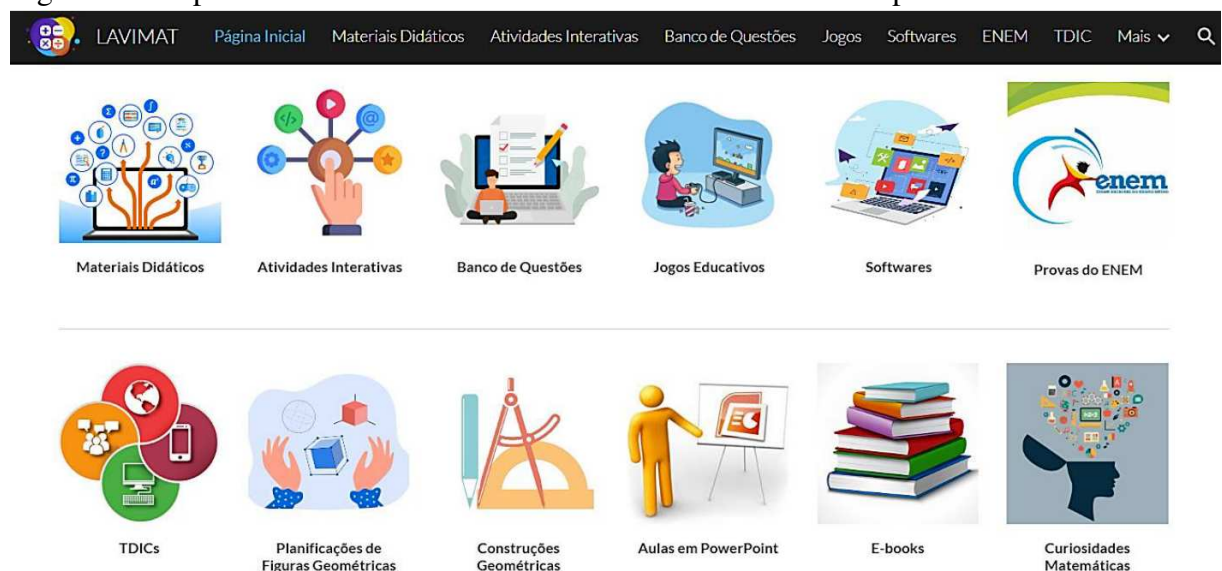 LAVIMAT Página Inicial Materiais Didáticos Atividades Interativas Banco de Questões Jogos Softwares ENEM TDIC Mais
enem
Materiais Didáticos Atividades Interativas Banco de Questões Jogos Educativos Softwares Provas do ENEM
TDICs Planificações de Construções Aulas em PowerPoint E-books Curiosidades
Figuras Geométricas Geométricas Matemáticas